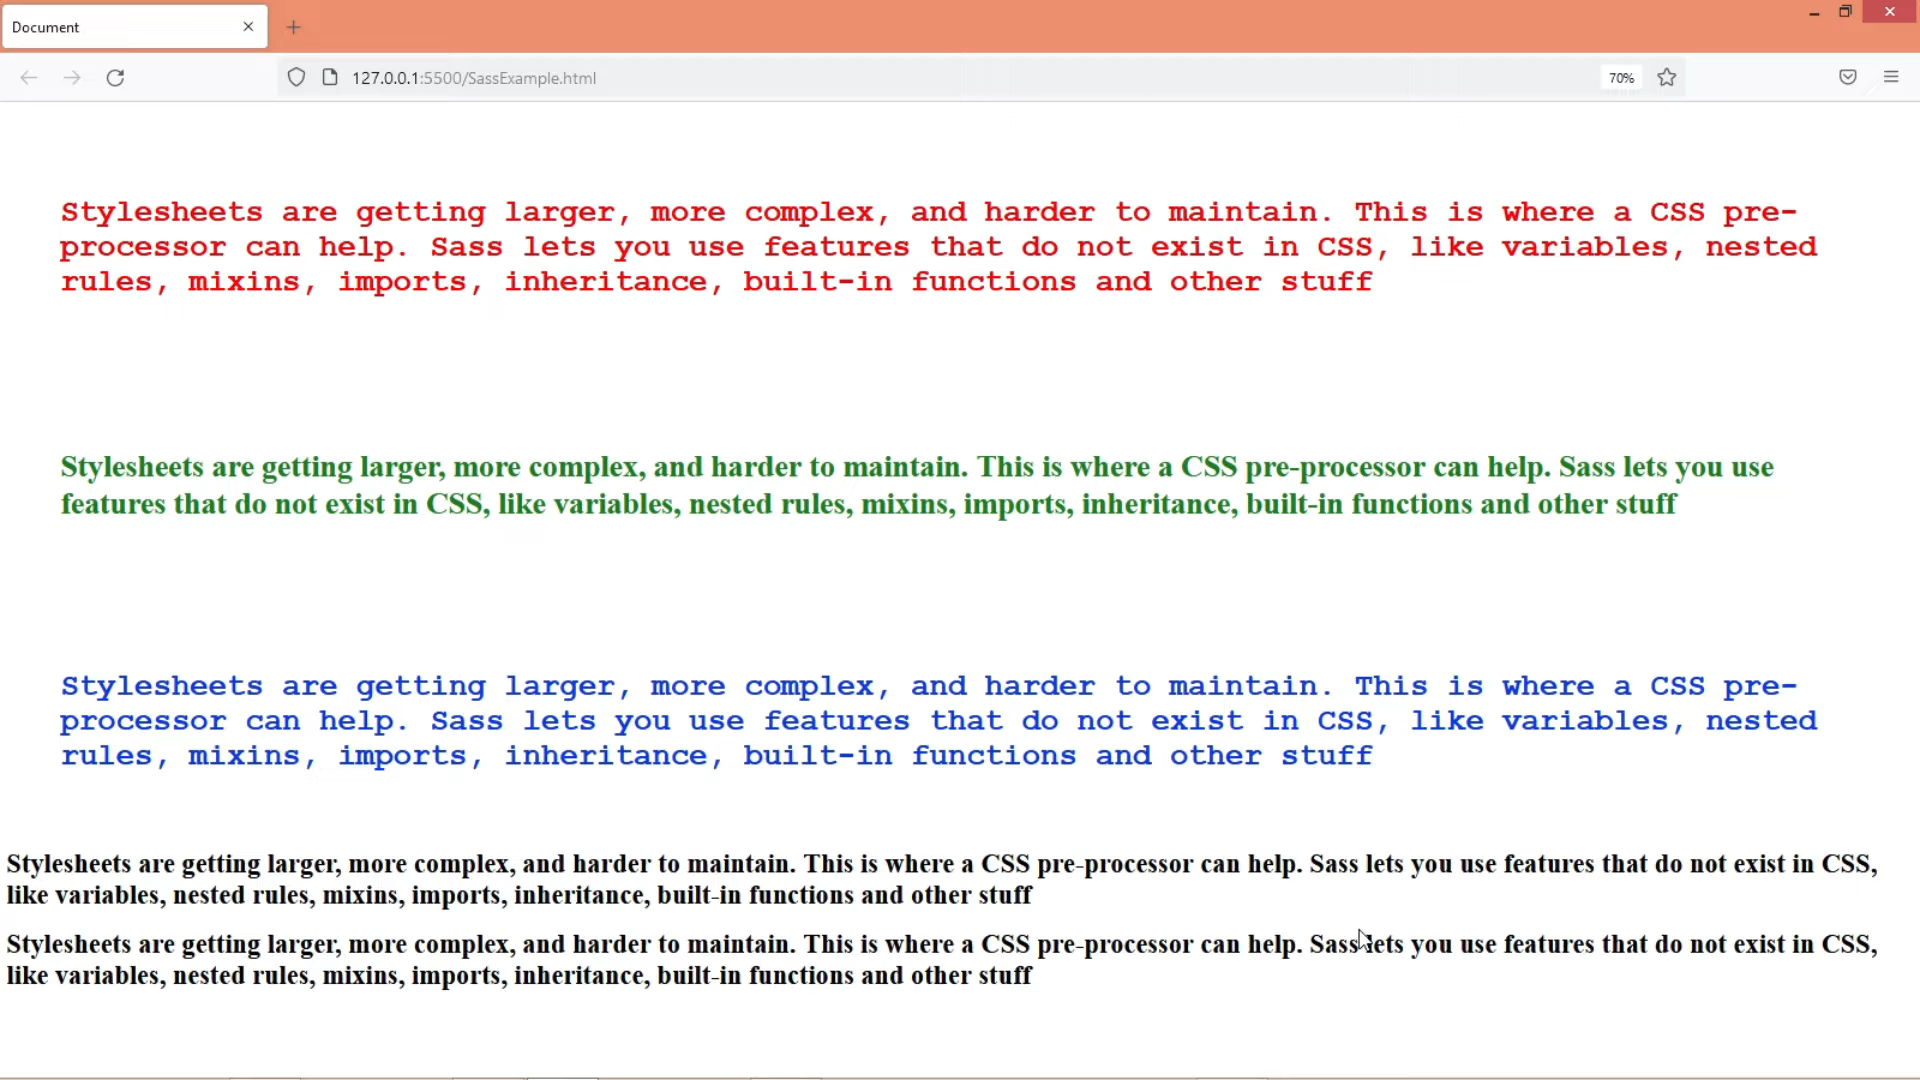 Document
127.0.0.1:5500/SassExample.html
70%
Stylesheets are getting larger, more complex, and harder to maintain. This is where a CSS pre-
processor can help. Sass lets you use features that do not exist in CSS, like variables, nested
rules, mixins, imports, inheritance, built-in functions and other stuff
Stylesheets are getting larger, more complex, and harder to maintain. This is where a CSS pre-processor can help. Sass lets you use
features that do not exist in CSS, like variables, nested rules, mixins, imports, inheritance, built-in functions and other stuff
Stylesheets are getting larger, more complex, and harder to maintain. This is where a CSS pre-
processor can help. Sass lets you use features that do not exist in CSS, like variables, nested
rules, mixins, imports, inheritance, built-in functions and other stuff
Stylesheets are getting larger, more complex, and harder to maintain. This is where a CSS pre-processor can help. Sass lets you use features that do not exist in CSS,
like variables, nested rules, mixins, imports, inheritance, built-in functions and other stuff
Stylesheets are getting larger, more complex, and harder to maintain. This is where a CSS pre-processor can help. Sass lets you use features that do not exist in CSS,
like variables, nested rules, mixins, imports, inheritance, built-in functions and other stuff